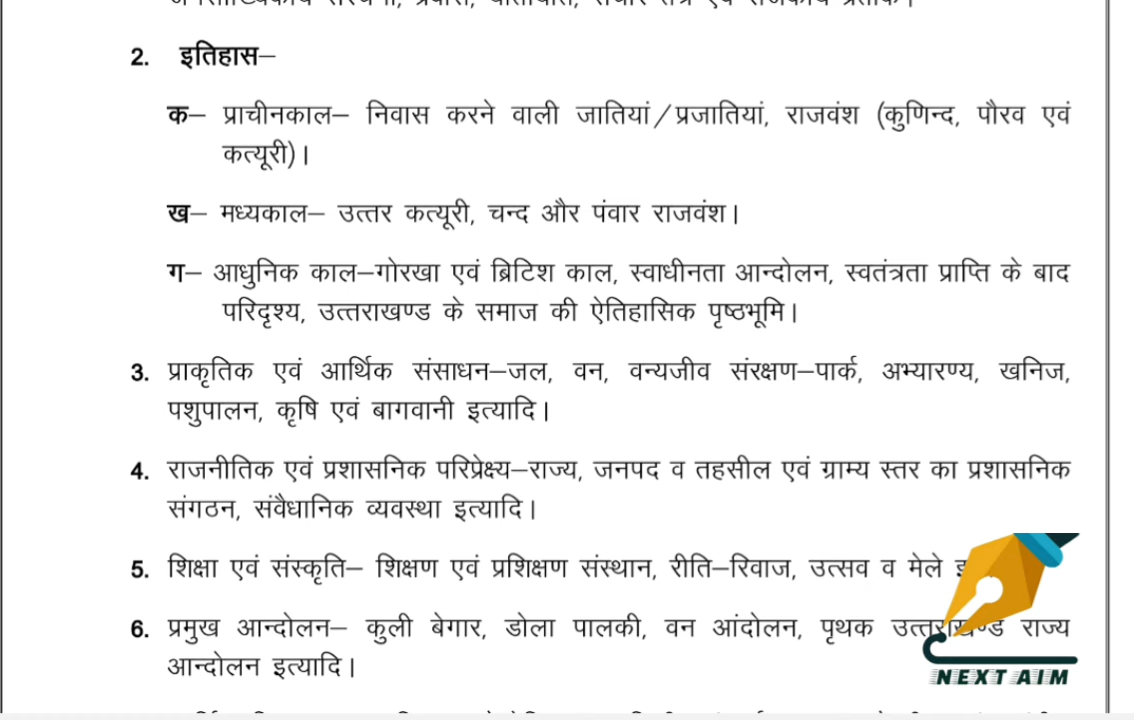 2. इतिहास–
क– प्राचीनकाल– निवास करने वाली जातियां/प्रजातियां, राजवंश (कुणिन्द, पौरव एवं
कत्यूरी)।
ख– मध्यकाल– उत्तर कत्यूरी, चन्द और पंवार राजवंश।
ग– आधुनिक काल–गोरखा एवं ब्रिटिश काल, स्वाधीनता आन्दोलन, स्वतंत्रता प्राप्ति के बाद
परिदृश्य, उत्तराखण्ड के समाज की ऐतिहासिक पृष्ठभूमि।
3. प्राकृतिक एवं आर्थिक संसाधन–जल, वन, वन्यजीव संरक्षण–पार्क, अभ्यारण्य, खनिज,
पशुपालन, कृषि एवं बागवानी इत्यादि।
4. राजनीतिक एवं प्रशासनिक परिप्रेक्ष्य–राज्य, जनपद व तहसील एवं ग्राम्य स्तर का प्रशासनिक
संगठन, संवैधानिक व्यवस्था इत्यादि।
5. शिक्षा एवं संस्कृति– शिक्षण एवं प्रशिक्षण संस्थान, रीति–रिवाज, उत्सव व मेले
6. प्रमुख आन्दोलन– कुली बेगार, डोला पालकी, वन आंदोलन, पृथक उत्तराखण्ड राज्य
आन्दोलन इत्यादि।
NEXT AIM